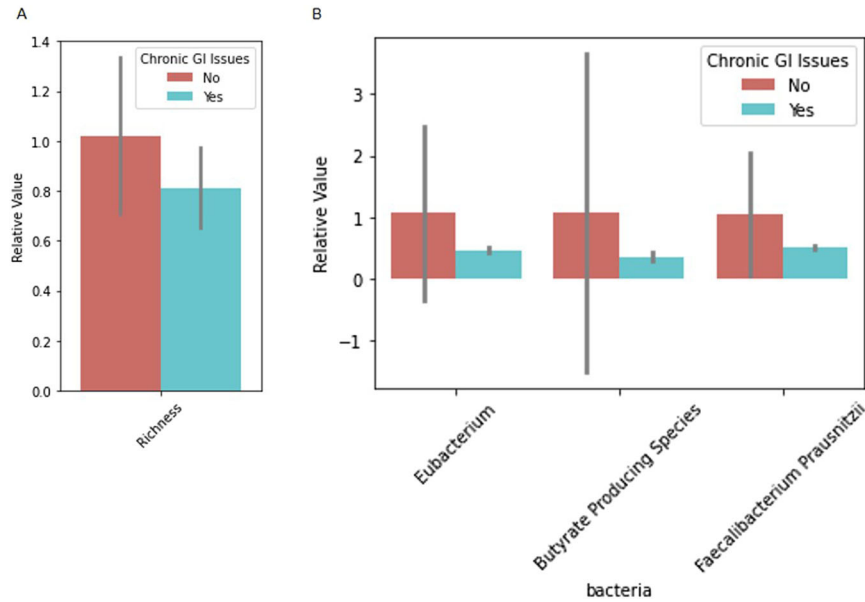 A
Relative Value
1.4
1.2
1.0
0.8
0.6
0.4
0.2
0.0
Chronic GI Issues
No
Yes
Richness
B
Relative Value
3
2
1
0
−1
Chronic GI Issues
No
Yes
Eubacterium
Butyrate Producing Species
Faecalibacterium Prausnitzii
bacteria